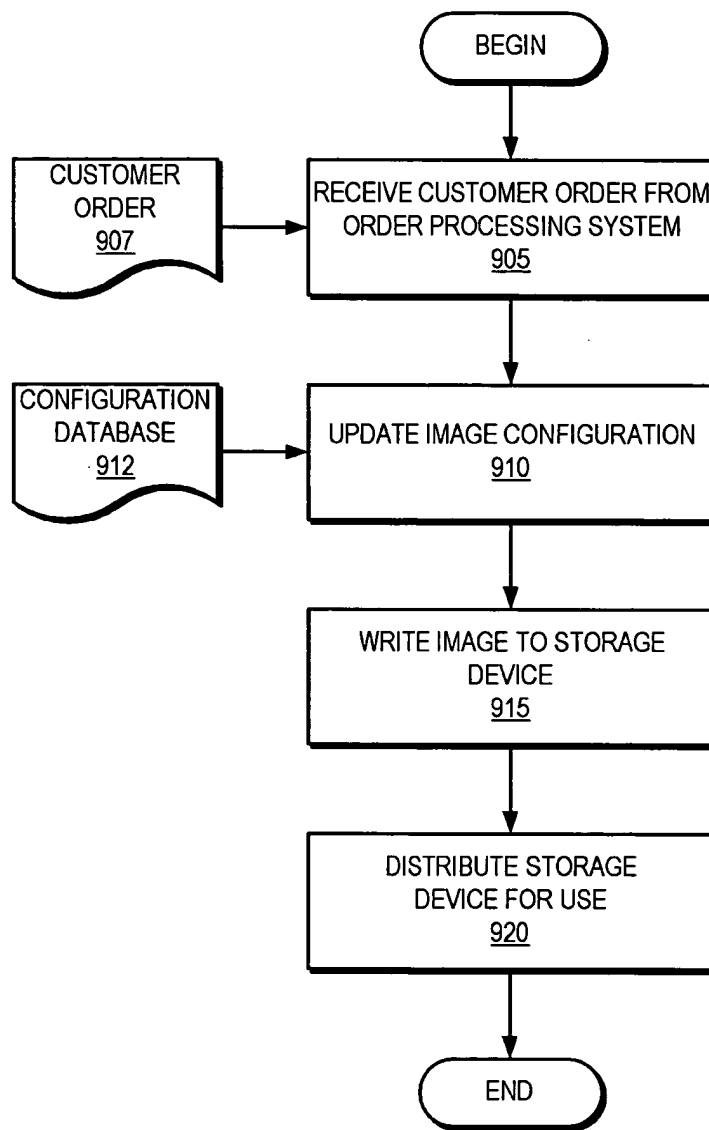 BEGIN
CUSTOMER
ORDER
907
RECEIVE CUSTOMER ORDER FROM
ORDER PROCESSING SYSTEM
905
CONFIGURATION
DATABASE
912
UPDATE IMAGE CONFIGURATION
910
WRITE IMAGE TO STORAGE
DEVICE
915
DISTRIBUTE STORAGE
DEVICE FOR USE
920
END